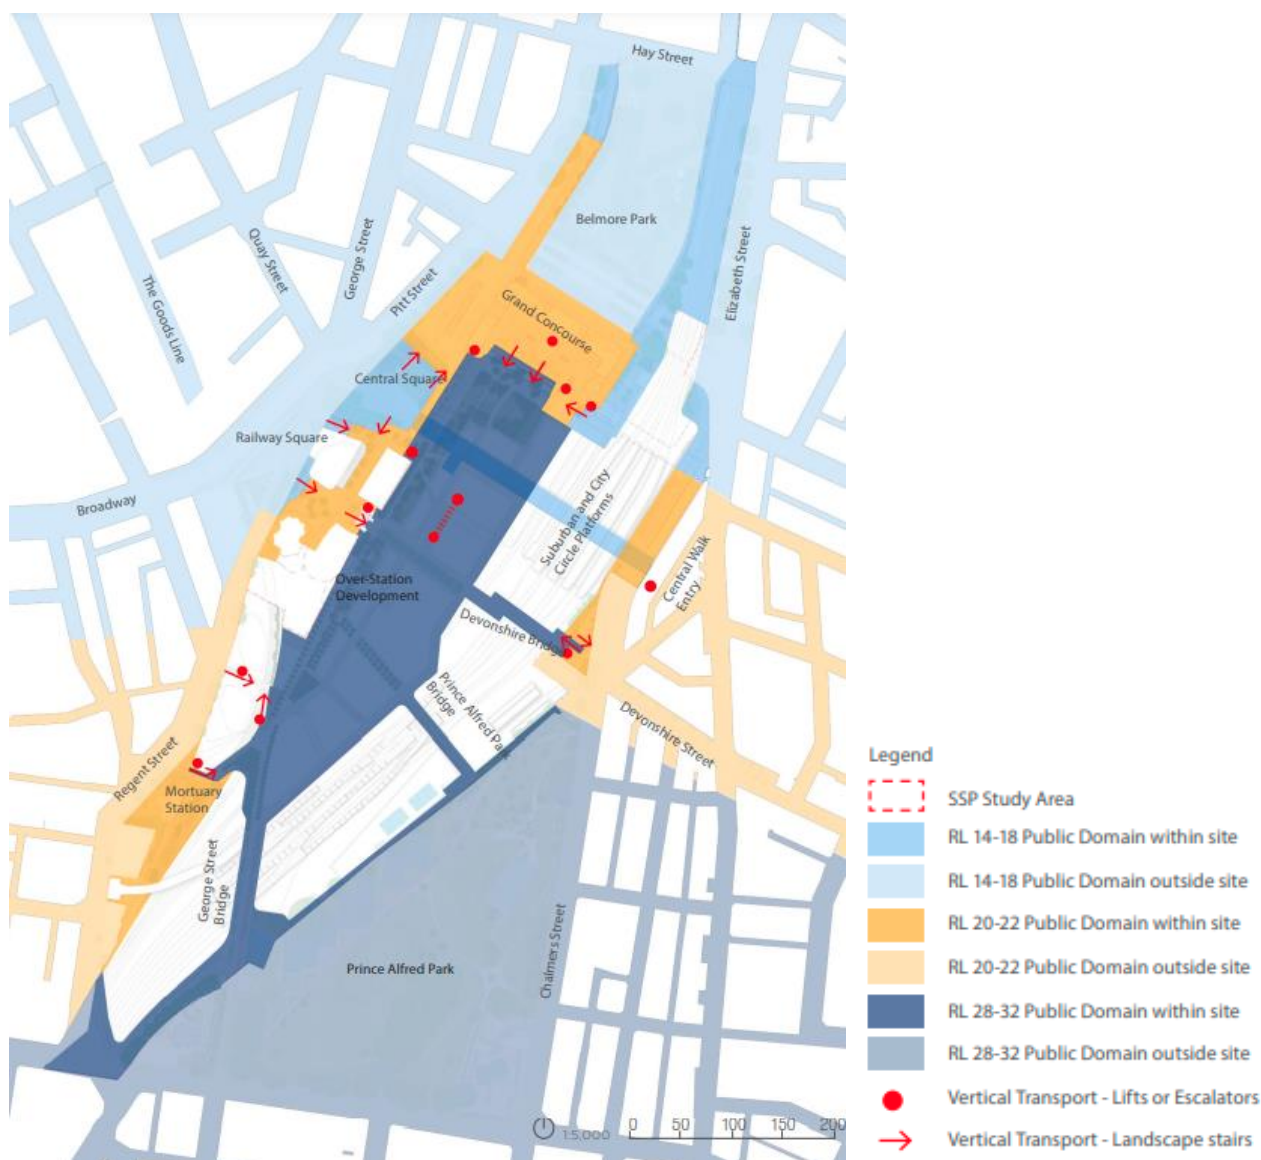 Hay Street
Belmore Park
Elizabeth Street
George Street
Quay Street
Pitt Street
The Goods Line
Grand Concourse
Central Square
Railway Square
Broadway
Suburban and City
Circle Platforms
Central Walk
Entry
Over-Station
Development
Devonshire Bridge
Prince Alfred Park
Bridge
Devonshire Street
Regent Street
Mortuary
Station
George Street
Bridge
Chalmers Street
Prince Alfred Park
1:5,000
0 50 100 150 200
Legend
SSP Study Area
RL 14-18 Public Domain within site
RL 14-18 Public Domain outside site
RL 20-22 Public Domain within site
RL 20-22 Public Domain outside site
RL 28-32 Public Domain within site
RL 28-32 Public Domain outside site
Vertical Transport - Lifts or Escalators
Vertical Transport - Landscape stairs